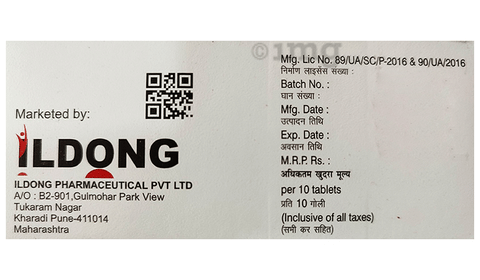 Marketed by:
ILDONG
ILDONG PHARMACEUTICAL PVT LTD
A/O : B2-901,Gulmohar Park View
Tukaram Nagar
Kharadi Pune-411014
Maharashtra
©1mg
Mfg. Lic No. 89/UA/SC/P-2016 & 90/UA/2016
निर्माण लाइसेंस संख्या :
Batch No. :
घान संख्या :
Mfg. Date :
उत्पादन तिथि
Exp. Date :
अवसान तिथि
M.R.P. Rs :
अधिकतम खुदरा मूल्य
per 10 tablets
प्रति 10 गोली
(Inclusive of all taxes)
(सभी कर सहित)